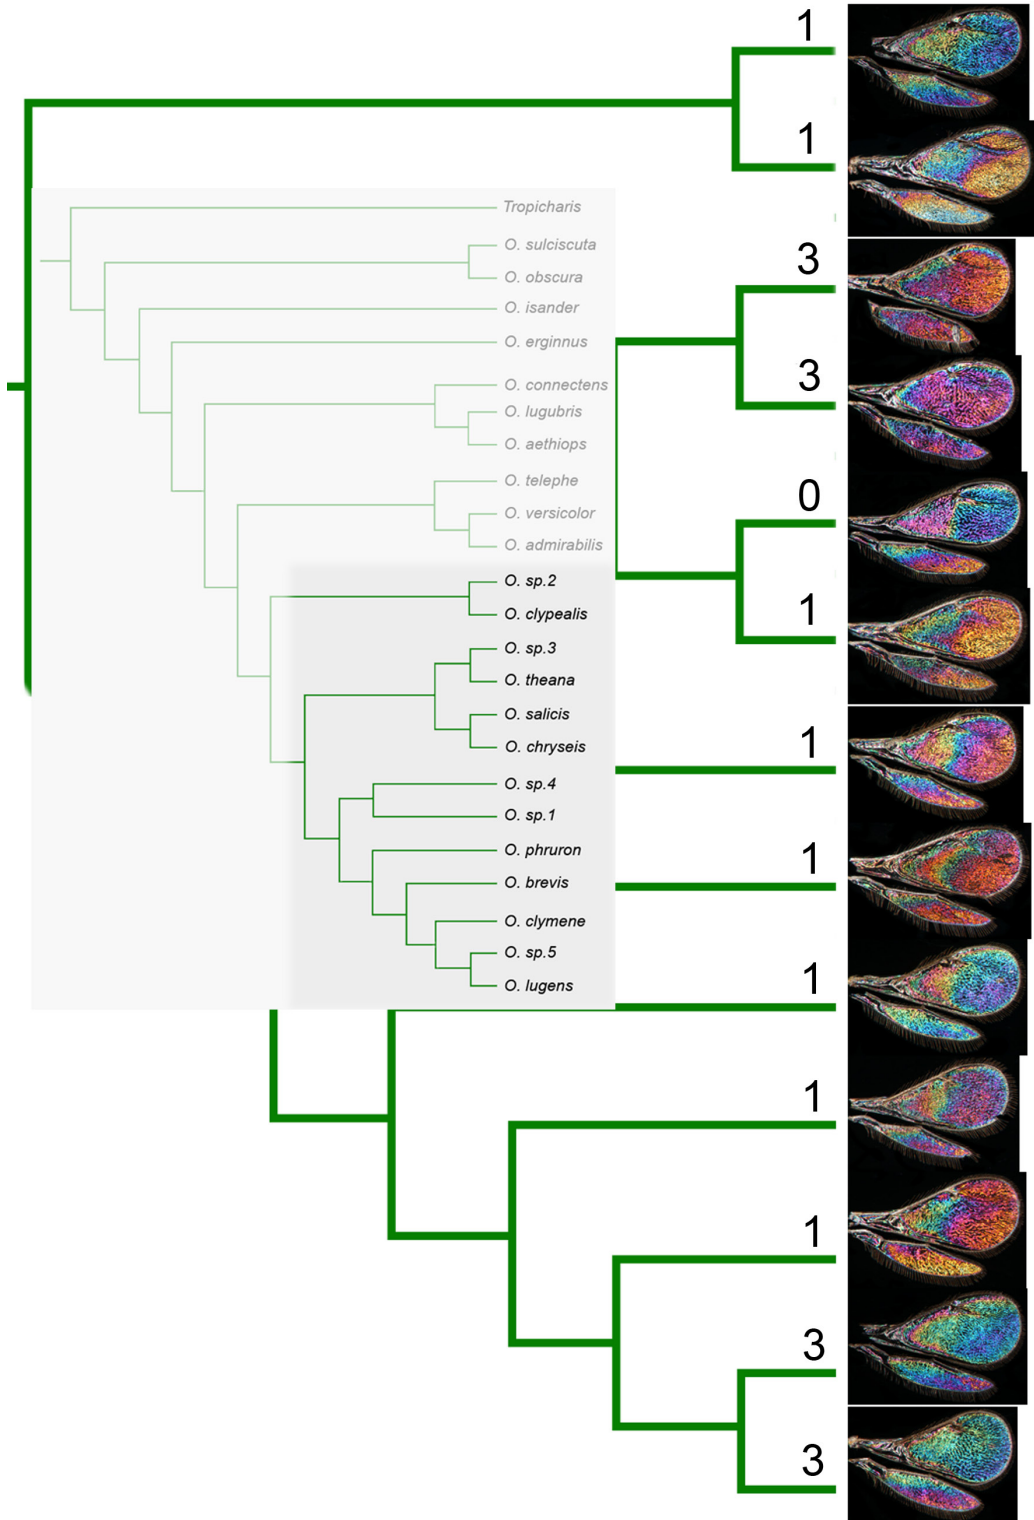 1
1
Tropicharis
O. sulciscuta
3
O. obscura
O. isander
O. erginnus
3
O. connectens
O. lugubris
O. aethiops
O. telephe
0
O. versicolor
O. admirabilis
O. sp.2
O. clypealis
1
O. sp.3
O. theana
O. salicis
1
O. chryseis
O. sp.4
O. sp.1
O. phruron
1
O. brevis
O. clymene
O. sp.5
1
O. lugens
1
1
3
3